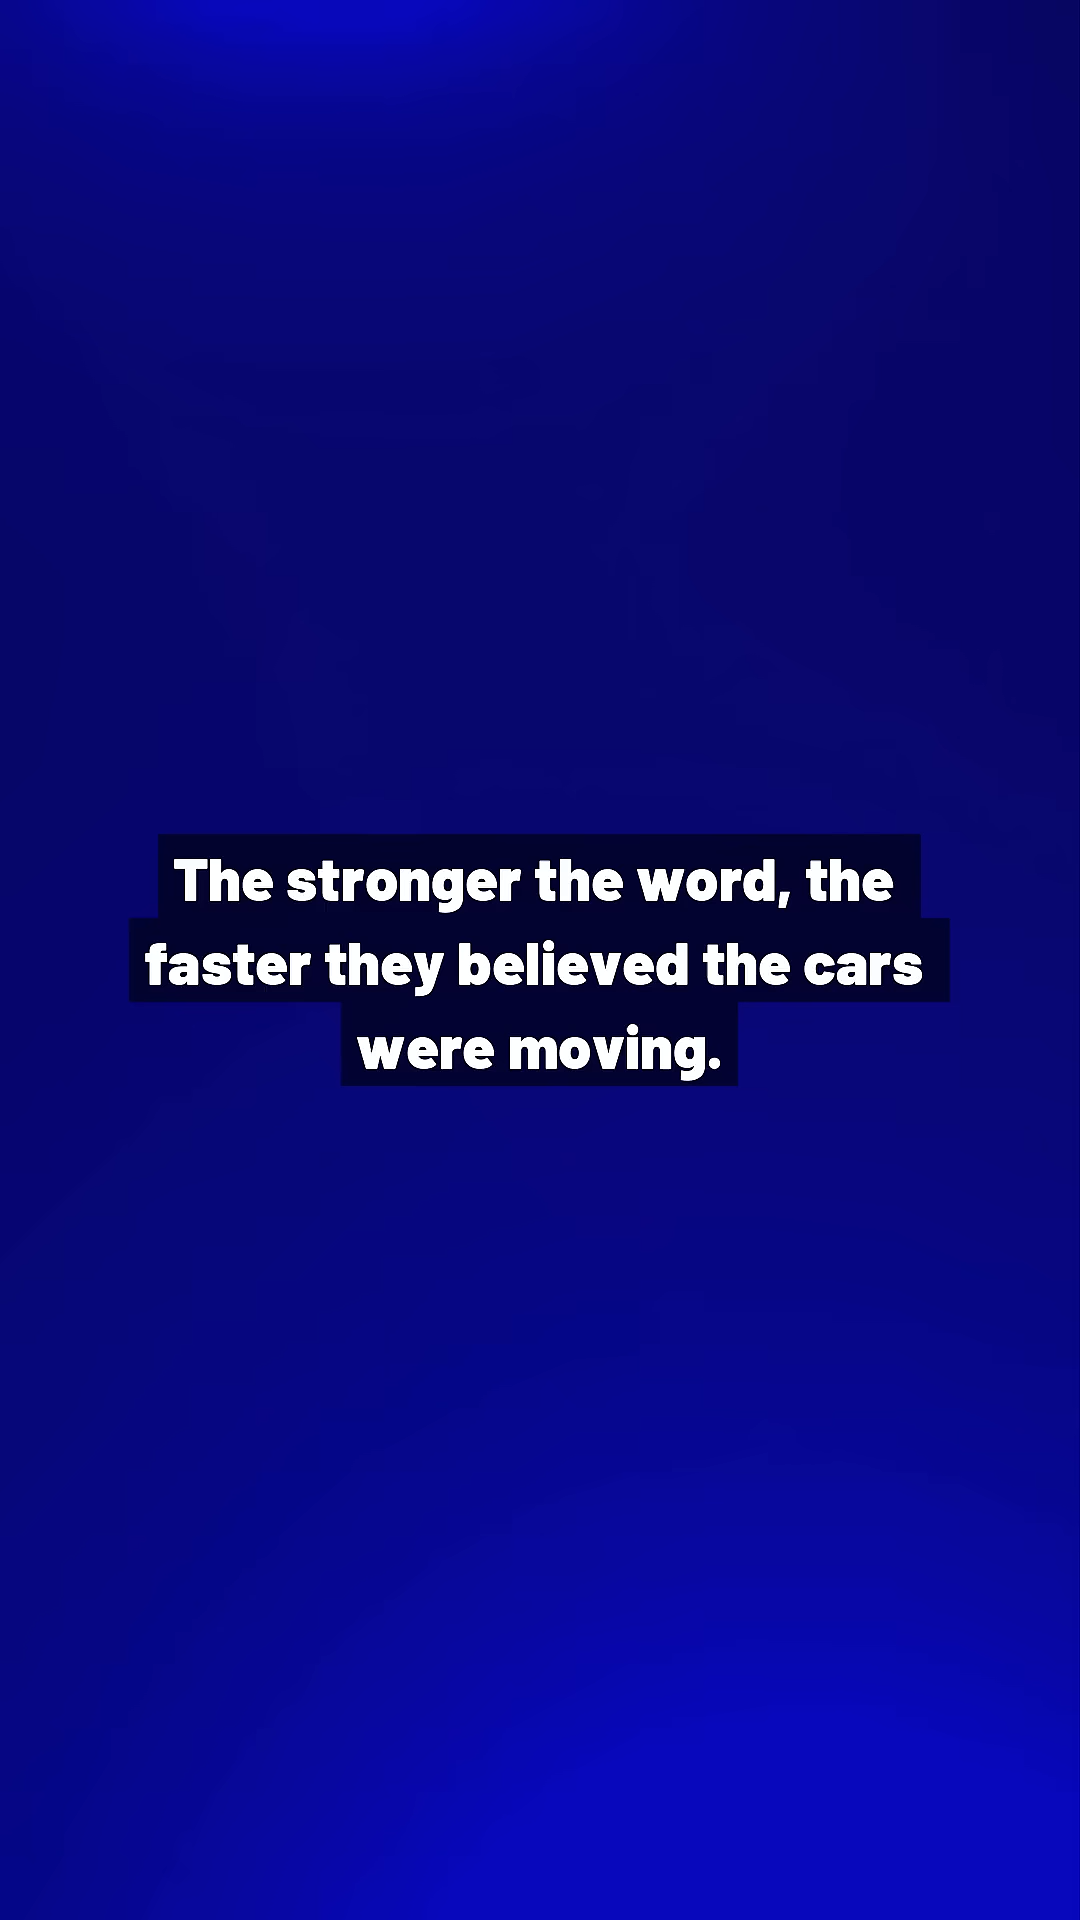 The stronger the word, the
faster they believed the cars
were moving.